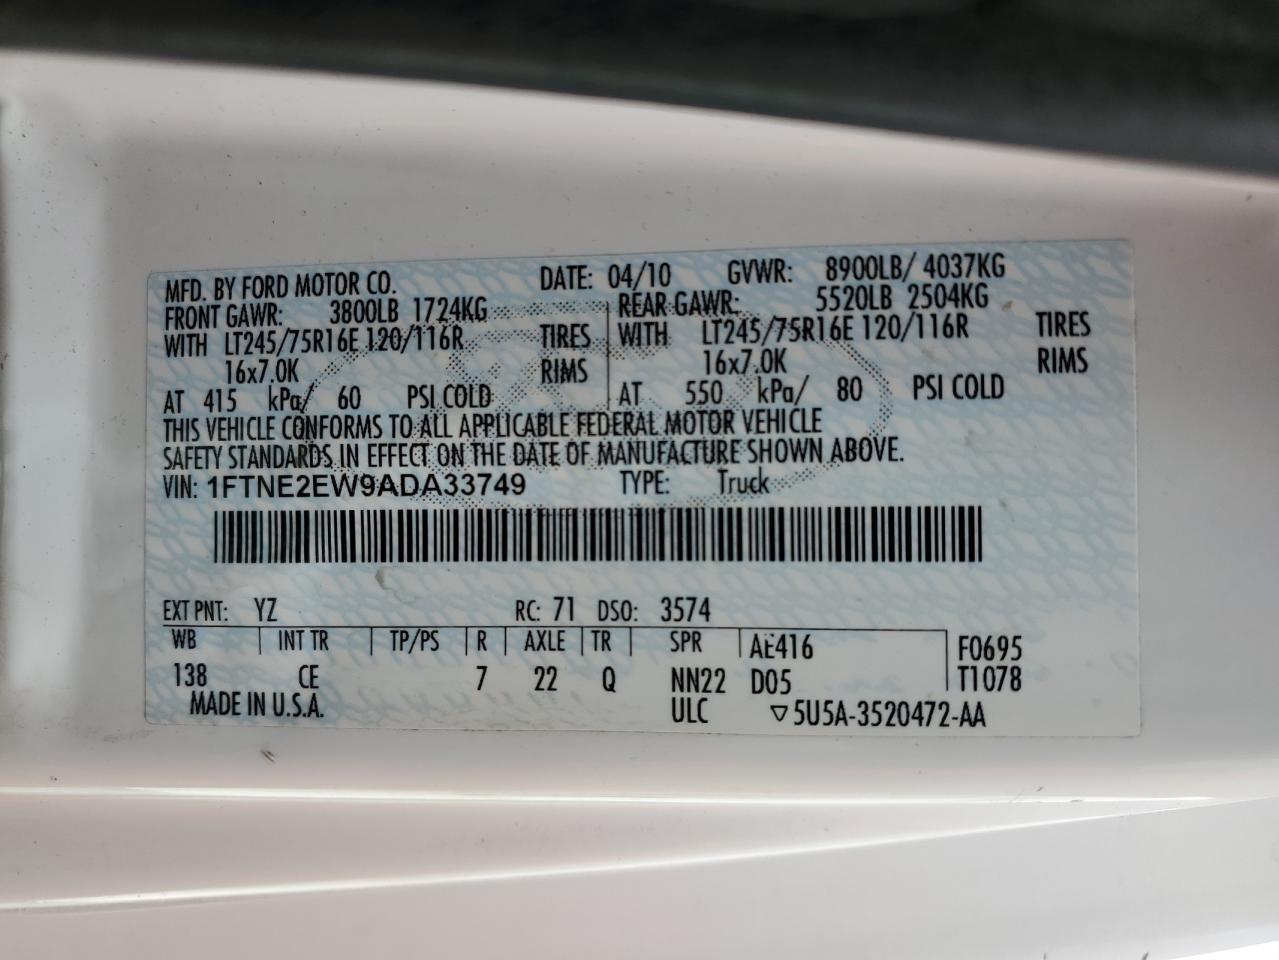 MFD. BY FORD MOTOR CO. DATE: 04/10 GVWR: 8900LB/ 4037KG
FRONT GAWR: 3800LB 1724KG REAR GAWR: 5520LB 2504KG
WITH LT245/75R16E 120/116R TIRES WITH LT245/75R16E 120/116R TIRES
16x7.0K RIMS 16x7.0K RIMS
AT 415 kPa/ 60 PSI COLD AT 550 kPa/ 80 PSI COLD
THIS VEHICLE CONFORMS TO ALL APPLICABLE FEDERAL MOTOR VEHICLE
SAFETY STANDARDS IN EFFECT ON THE DATE OF MANUFACTURE SHOWN ABOVE.
VIN: 1FTNE2EW9ADA33749 TYPE: Truck
EXT PNT: YZ RC: 71 DSO: 3574
WB INT TR TP/PS R AXLE TR SPR AE416 F0695
138 CE 7 22 Q NN22 D05 T1078
MADE IN U.S.A. ULC ▽5U5A-3520472-AA